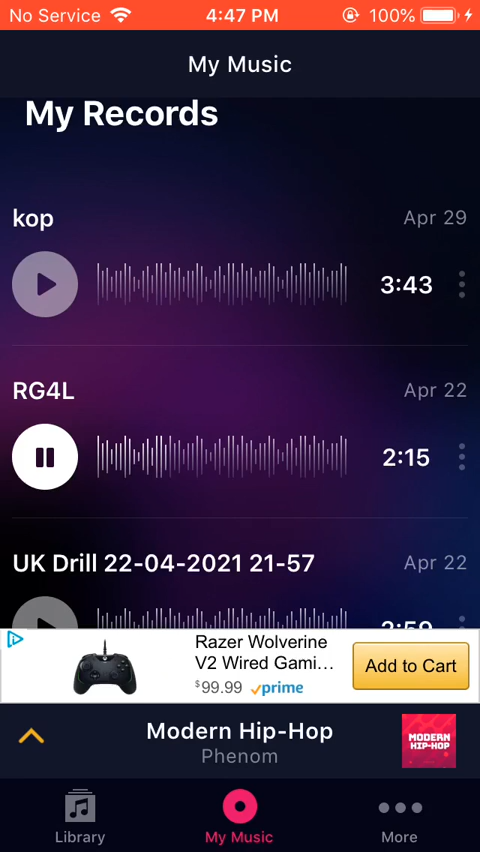 No Service 4:47 PM 100%
My Music
My Records
kop Apr 29
3:43
RG4L Apr 22
2:15
UK Drill 22-04-2021 21-57 Apr 22
Razer Wolverine
V2 Wired Gami...
$99.99 prime
Add to Cart
Modern Hip-Hop
Phenom
MODERN
HIP-HOP
Library My Music More